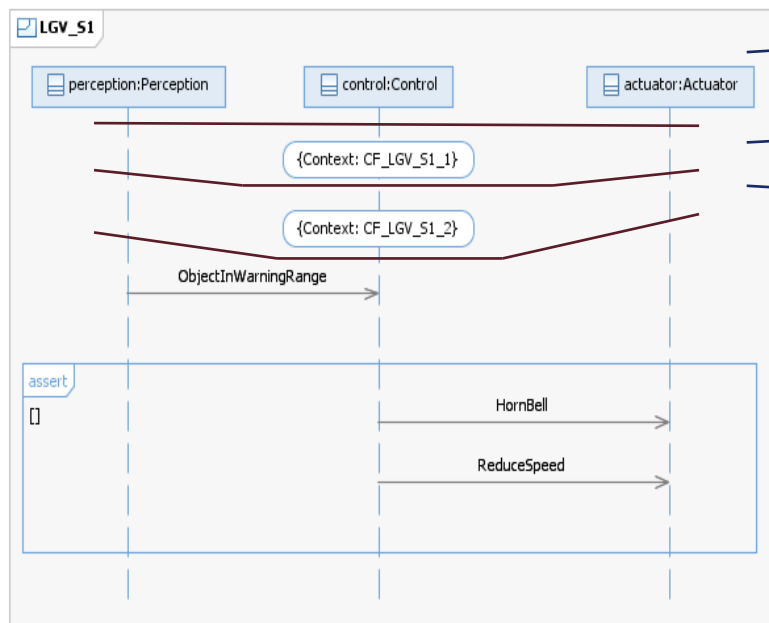 LGV_S1
perception:Perception
control:Control
actuator:Actuator
{Context: CF_LGV_S1_1}
{Context: CF_LGV_S1_2}
ObjectInWarningRange
assert
[]
HornBell
ReduceSpeed